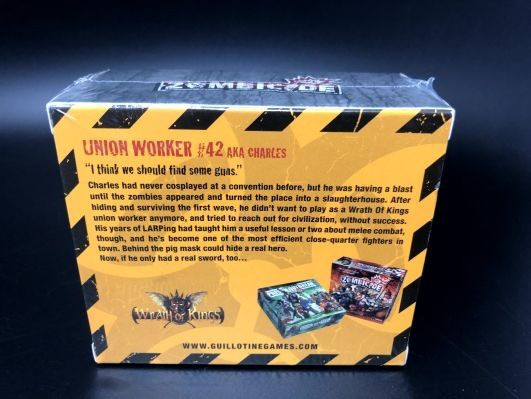 ZOMBICIDE
UNION WORKER #42 AKA CHARLES
"I think we should find some guns."
Charles had never cosplayed at a convention before, but he was having a blast
until the zombies appeared and turned the place into a slaughterhouse. After
hiding and surviving the first wave, he didn't want to play as a Wrath Of Kings
union worker anymore, and tried to reach out for civilization, without success.
His years of LARPing had taught him a useful lesson or two about melee combat,
though, and he's become one of the most efficient close-quarter fighters in
town. Behind the pig mask could hide a real hero.
Now, if he only had a real sword, too...
ZOMBICIDE
WRATH OF KINGS
WWW.GUILLOTINEGAMES.COM